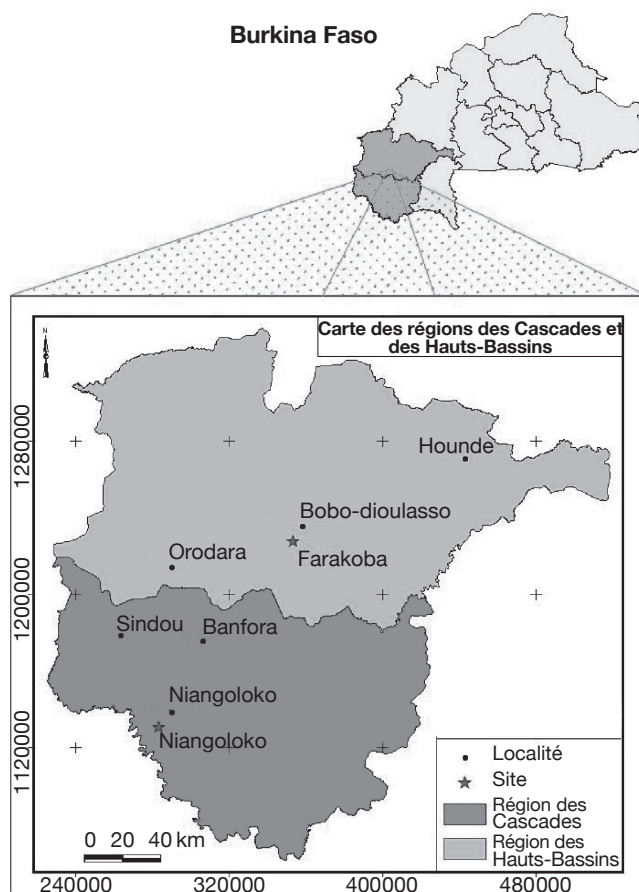 Burkina Faso
Carte des régions des Cascades et
des Hauts-Bassins
N
1280000
Hounde
Bobo-dioulasso
Farakoba
Orodara
1200000
Sindou
Banfora
Niangoloko
Niangoloko
1120000
Localité
Site
Région des
Cascades
Région des
Hauts-Bassins
0 20 40 km
240000 320000 400000 480000